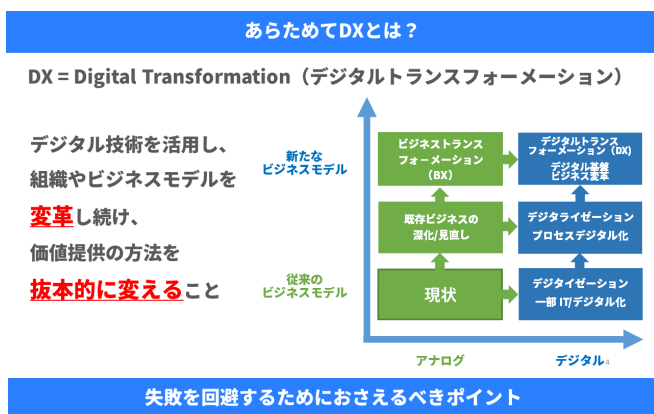 あらためてDXとは？
DX = Digital Transformation（デジタルトランスフォーメーション）
デジタル技術を活用し、
組織やビジネスモデルを
変革し続け、
価値提供の方法を
抜本的に変えること
新たな
ビジネスモデル
従来の
ビジネスモデル
ビジネストランス
フォーメーション
（BX）
デジタルトランス
フォーメーション（DX)
デジタル基盤
ビジネス変革
既存ビジネスの
深化/見直し
デジタライゼーション
プロセスデジタル化
現状
デジタイゼーション
一部 IT/デジタル化
アナログ
デジタル
4
失敗を回避するためにおさえるべきポイント